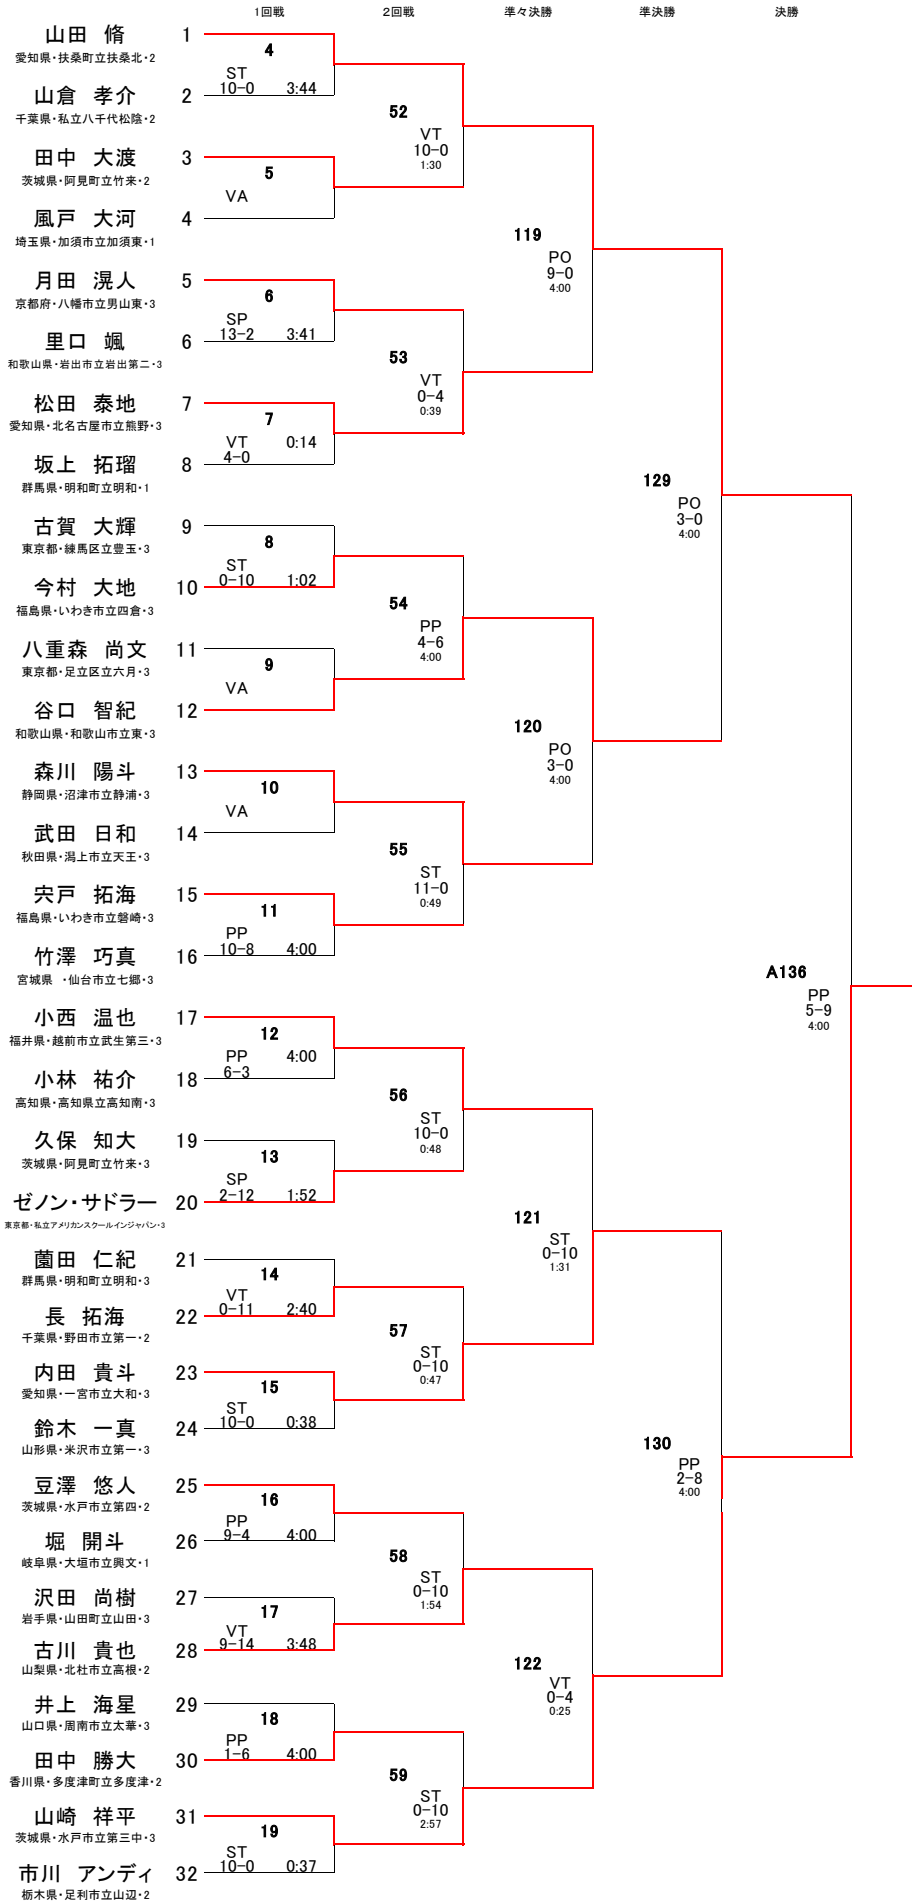 1回戦 2回戦 準々決勝 準決勝 決勝
山田 脩 1
愛知県・扶桑町立扶桑北・2
4
ST
10-0 3:44
山倉 孝介 2
千葉県・私立八千代松陰・2
52
VT
10-0
1:30
田中 大渡 3
茨城県・阿見町立竹来・2
5
VA
風戸 大河 4
埼玉県・加須市立加須東・1
119
PO
9-0
4:00
月田 滉人 5
京都府・八幡市立男山東・3
6
SP
13-2 3:41
里口 颯 6
和歌山県・岩出市立岩出第二・3
53
VT
0-4
0:39
松田 泰地 7
愛知県・北名古屋市立熊野・3
7
VT 0:14
4-0
坂上 拓瑠 8
群馬県・明和町立明和・1
129
PO
3-0
4:00
古賀 大輝 9
東京都・練馬区立豊玉・3
8
ST
0-10 1:02
今村 大地 10
福島県・いわき市立四倉・3
54
PP
4-6
4:00
八重森 尚文 11
東京都・足立区立六月・3
9
VA
谷口 智紀 12
和歌山県・和歌山市立東・3
120
PO
3-0
4:00
森川 陽斗 13
静岡県・沼津市立静浦・3
10
VA
武田 日和 14
秋田県・潟上市立天王・3
55
ST
11-0
0:49
宍戸 拓海 15
福島県・いわき市立磐崎・3
11
PP
10-8 4:00
竹澤 巧真 16
宮城県 ・仙台市立七郷・3
A136
PP
5-9
4:00
小西 温也 17
福井県・越前市立武生第三・3
12
PP 4:00
6-3
小林 祐介 18
高知県・高知県立高知南・3
56
ST
10-0
0:48
久保 知大 19
茨城県・阿見町立竹来・3
13
SP
2-12 1:52
ゼノン・サドラー 20
東京都・私立アメリカンスクールインジャパン・3
121
ST
0-10
1:31
薗田 仁紀 21
群馬県・明和町立明和・3
14
VT
0-11 2:40
長 拓海 22
千葉県・野田市立第一・2
57
ST
0-10
0:47
内田 貴斗 23
愛知県・一宮市立大和・3
15
ST
10-0 0:38
鈴木 一真 24
山形県・米沢市立第一・3
130
PP
2-8
4:00
豆澤 悠人 25
茨城県・水戸市立第四・2
16
PP
9-4 4:00
堀 開斗 26
岐阜県・大垣市立興文・1
58
ST
0-10
1:54
沢田 尚樹 27
岩手県・山田町立山田・3
17
VT
9-14 3:48
古川 貴也 28
山梨県・北杜市立高根・2
122
VT
0-4
0:25
井上 海星 29
山口県・周南市立太華・3
18
PP
1-6 4:00
田中 勝大 30
香川県・多度津町立多度津・2
59
ST
0-10
2:57
山崎 祥平 31
茨城県・水戸市立第三中・3
19
ST
10-0 0:37
市川 アンディ 32
栃木県・足利市立山辺・2